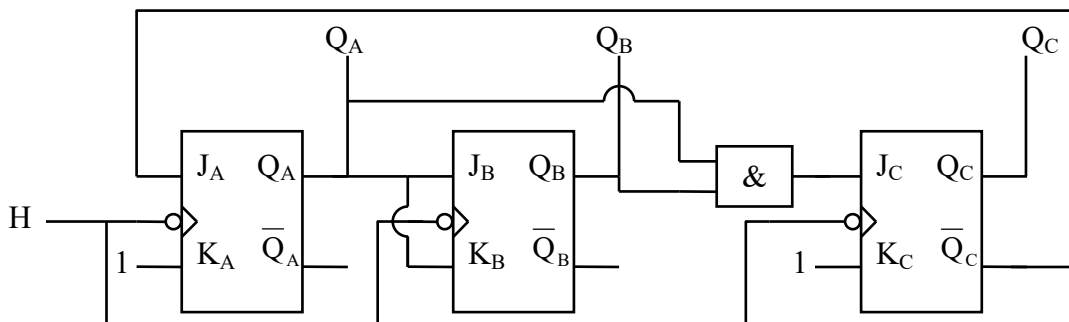 Q_A Q_B Q_C
J_A Q_A J_B Q_B & J_C Q_C
H
1 K_A Q̅_A K_B Q̅_B 1 K_C Q̅_C